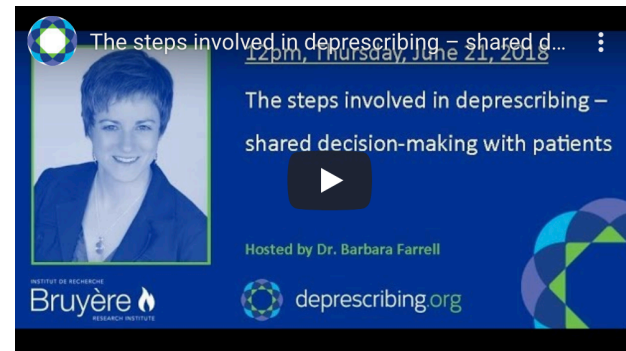 The steps involved in deprescribing – shared d...
12pm, Thursday, June 21, 2018
The steps involved in deprescribing –
shared decision-making with patients
Hosted by Dr. Barbara Farrell
INSTITUT DE RECHERCHE
Bruyère
RESEARCH INSTITUTE
deprescribing.org